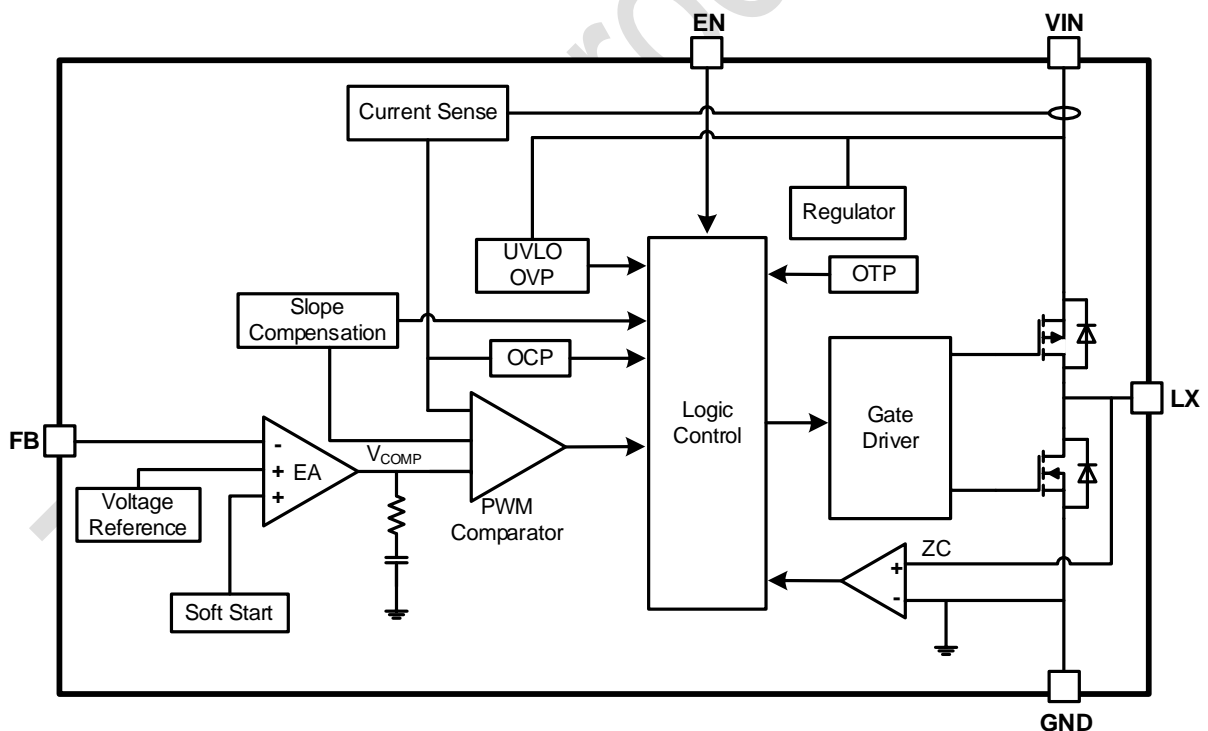 EN
VIN
Current Sense
Regulator
UVLO
OVP
OTP
Slope
Compensation
OCP
Logic
Control
Gate
Driver
LX
FB
-
+
+
EA
VCOMP
PWM
Comparator
Voltage
Reference
Soft Start
ZC
+
-
GND